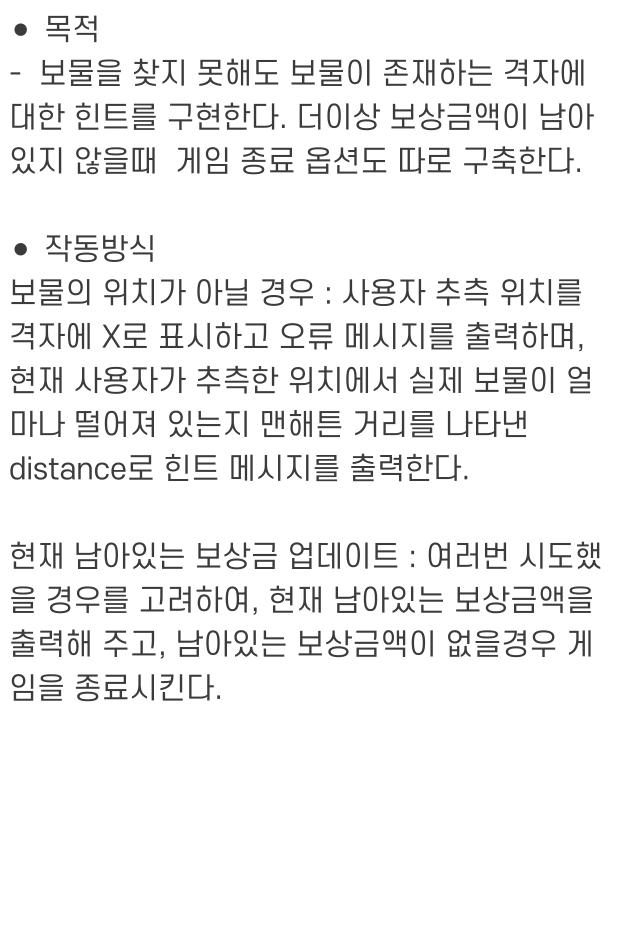 ● 목적
- 보물을 찾지 못해도 보물이 존재하는 격자에
대한 힌트를 구현한다. 더이상 보상금액이 남아
있지 않을때  게임 종료 옵션도 따로 구축한다.

● 작동방식
보물의 위치가 아닐 경우 : 사용자 추측 위치를
격자에 X로 표시하고 오류 메시지를 출력하며,
현재 사용자가 추측한 위치에서 실제 보물이 얼
마나 떨어져 있는지 맨해튼 거리를 나타낸
distance로 힌트 메시지를 출력한다.

현재 남아있는 보상금 업데이트 : 여러번 시도했
을 경우를 고려하여, 현재 남아있는 보상금액을
출력해 주고, 남아있는 보상금액이 없을경우 게
임을 종료시킨다.